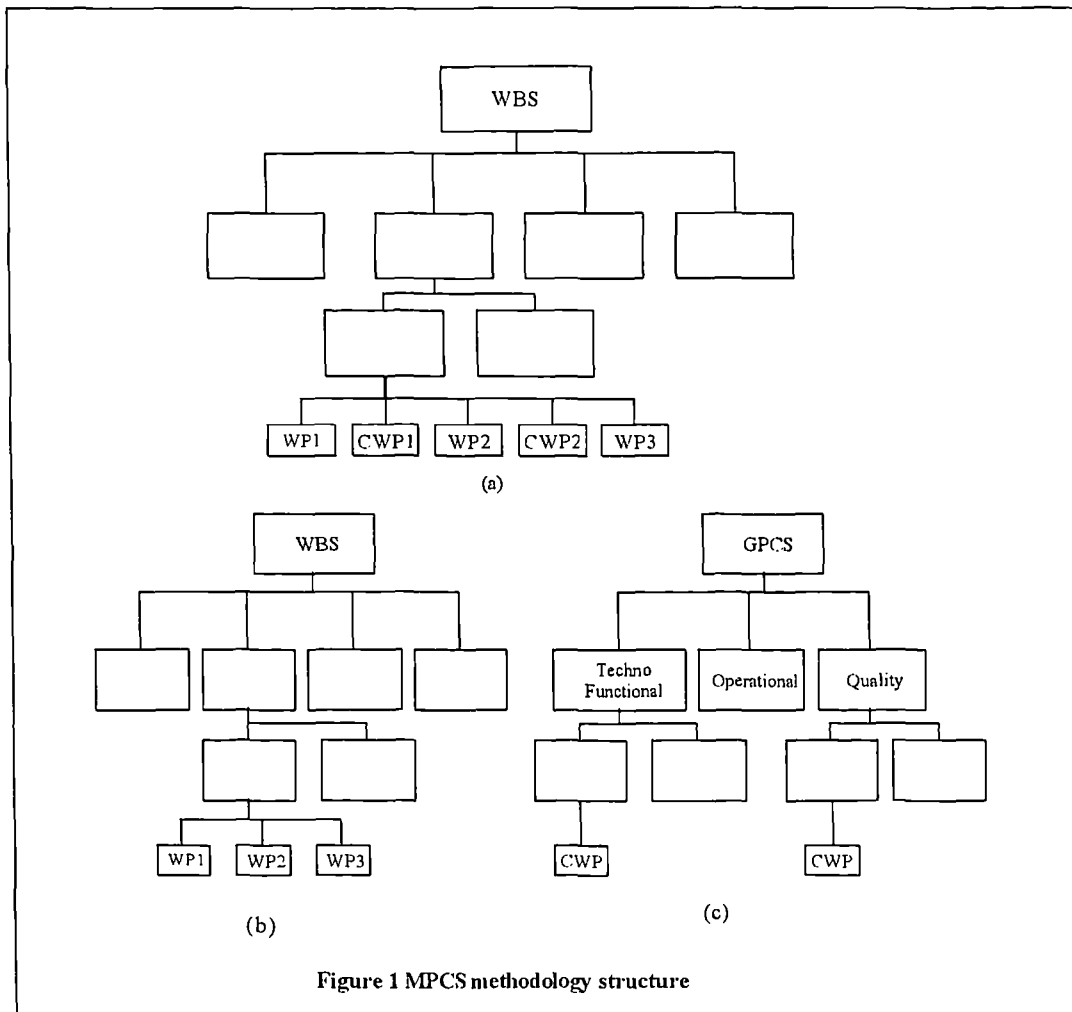 WBS
WP1 CWP1 WP2 CWP2 WP3
(a)
WBS
WP1 WP2 WP3
(b)
GPCS
Techno
Functional
Operational
Quality
CWP CWP
(c)
Figure 1 MPCS methodology structure